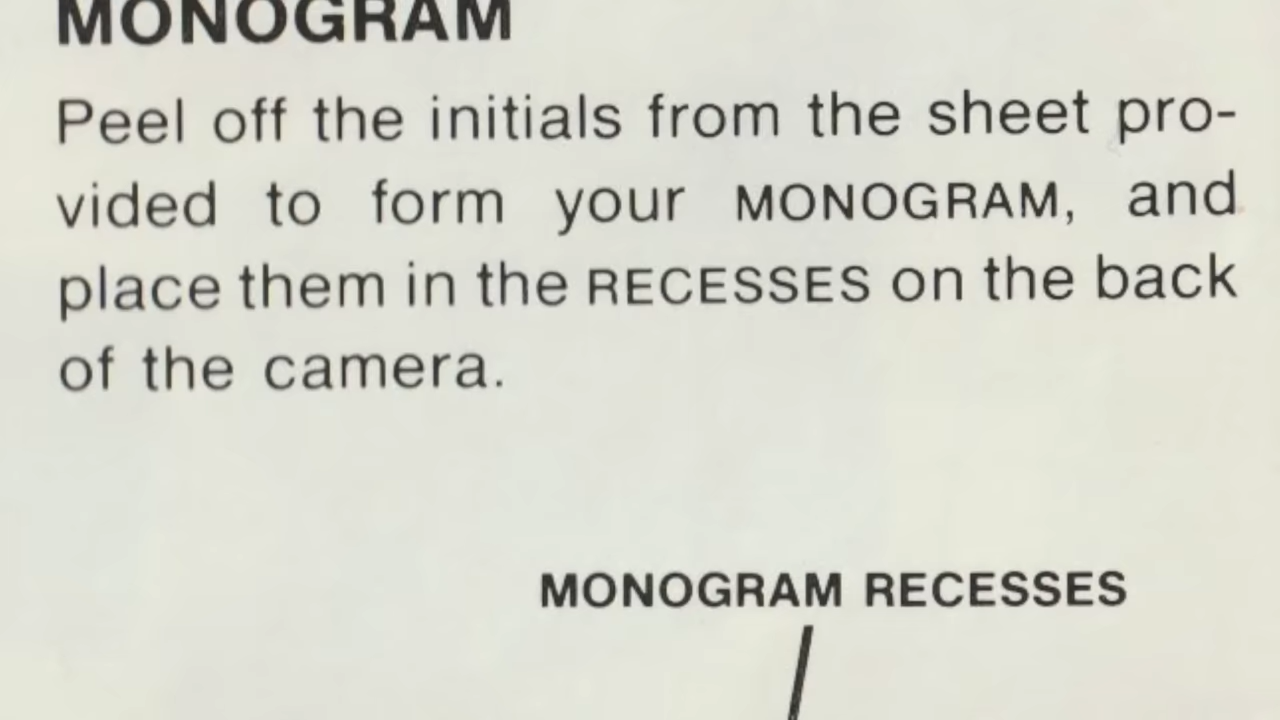 MONOGRAM
Peel off the initials from the sheet pro-
vided to form your MONOGRAM, and
place them in the RECESSES on the back
of the camera.
MONOGRAM RECESSES